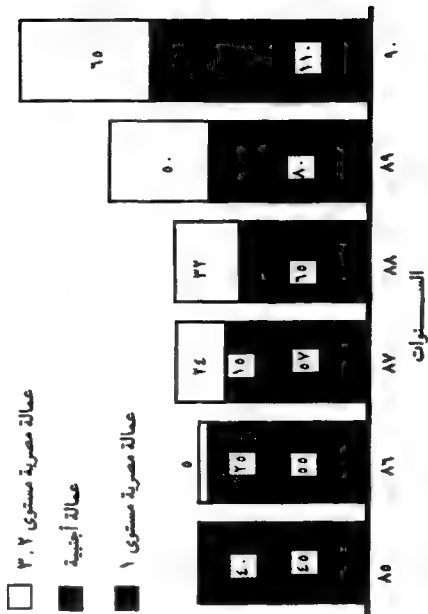 عمالة مصرية مستوى ٣،٢
عمالة أجنبية
عمالة مصرية مستوى ١
٦٥
١١٠
٥٠
٨٠
٣٢
٦٥
٢٤
١٥
٥٧
٥
٢٥
٥٥
٤٠
٤٥
٨٥ ٨٦ ٨٧ ٨٨ ٨٩ ٩٠
الســـنوات